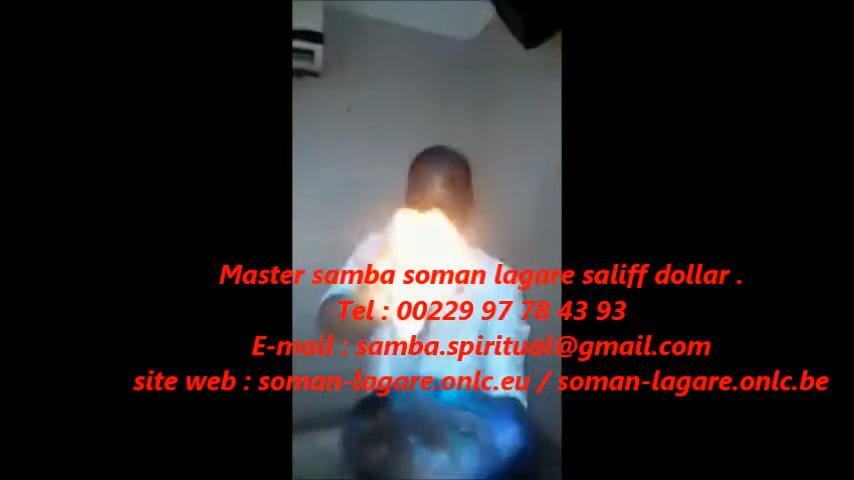 Master samba soman lagare saliff dollar .
Tel : 00229 97 78 43 93
E-mail : samba.spiritual@gmail.com
site web : soman-lagare.onlc.eu / soman-lagare.onlc.be